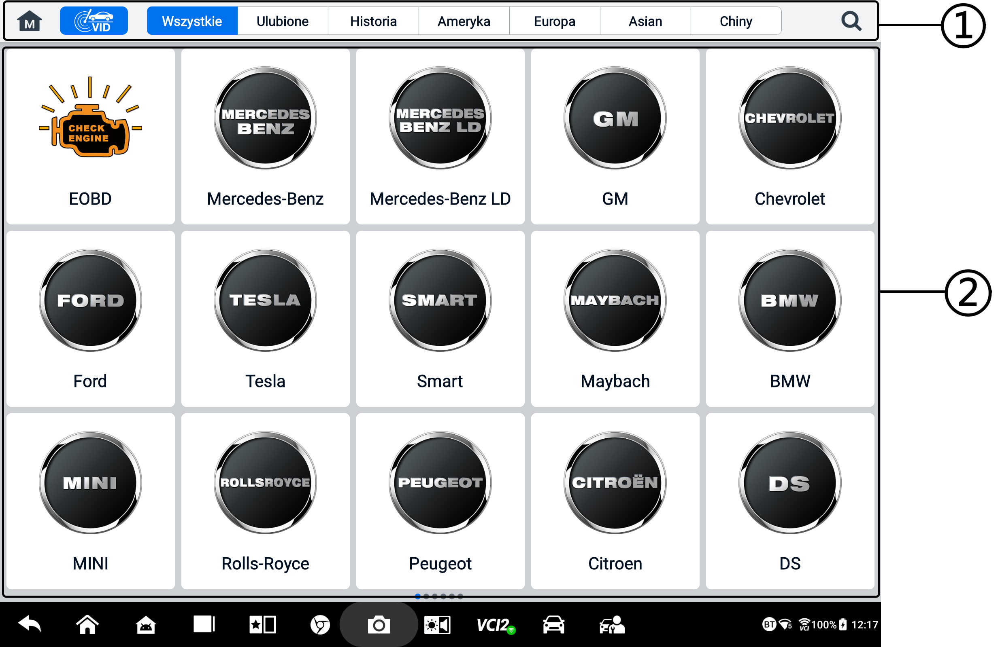 M
VID
Wszystkie
Ulubione
Historia
Ameryka
Europa
Asian
Chiny
1
CHECK
ENGINE
MERCEDES
BENZ
MERCEDES
BENZ LD
GM
CHEVROLET
EOBD
Mercedes-Benz
Mercedes-Benz LD
GM
Chevrolet
FORD
TESLA
SMART
MAYBACH
BMW
2
Ford
Tesla
Smart
Maybach
BMW
MINI
ROLLSROYCE
PEUGEOT
CITROËN
DS
MINI
Rolls-Royce
Peugeot
Citroen
DS
VCI2
BT
5
VCI
100%
12:17